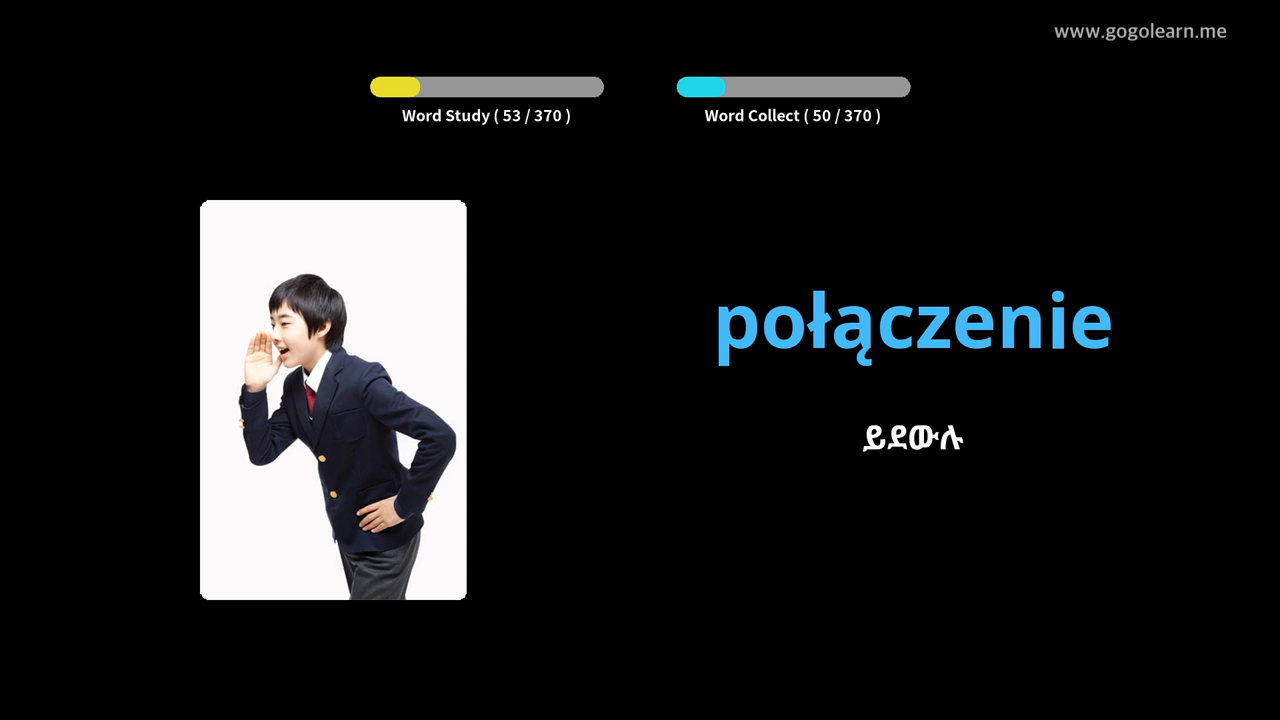 www.gogolearn.me
Word Study ( 53 / 370 )
Word Collect ( 50 / 370 )
połączenie
ይደውሉ